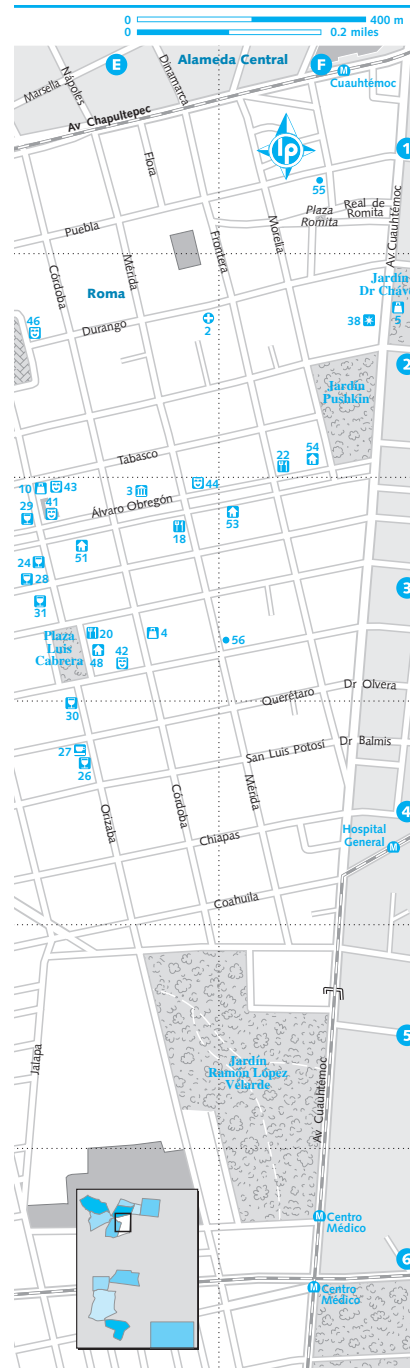 0 400 m
0 0.2 miles
E
Alameda Central
F
Marsella
Nápoles
Dinamarca
M
Cuauhtémoc
Av Chapultepec
lp
1
Flora
55
Plaza
Romita
Real de
Romita
Av Cuauhtémoc
Puebla
Frontera
Morelia
Córdoba
Mérida
Roma
Jardín
Dr Cháve
46
Durango
2
38
5
2
Jardín
Pushkin
Tabasco
22
54
10
43
3
44
29
41
Álvaro Obregón
18
53
24
51
28
3
31
Plaza
Luis
Cabrera
20
4
56
48
42
Querétaro
Dr Olvera
30
27
26
San Luis Potosí
Dr Balmis
Orizaba
Córdoba
Mérida
4
Chiapas
Hospital
General
M
Coahuila
5
Jalapa
Jardín
Ramón López
Velarde
Av Cuauhtémoc
M
Centro
Médico
6
M
Centro
Médico